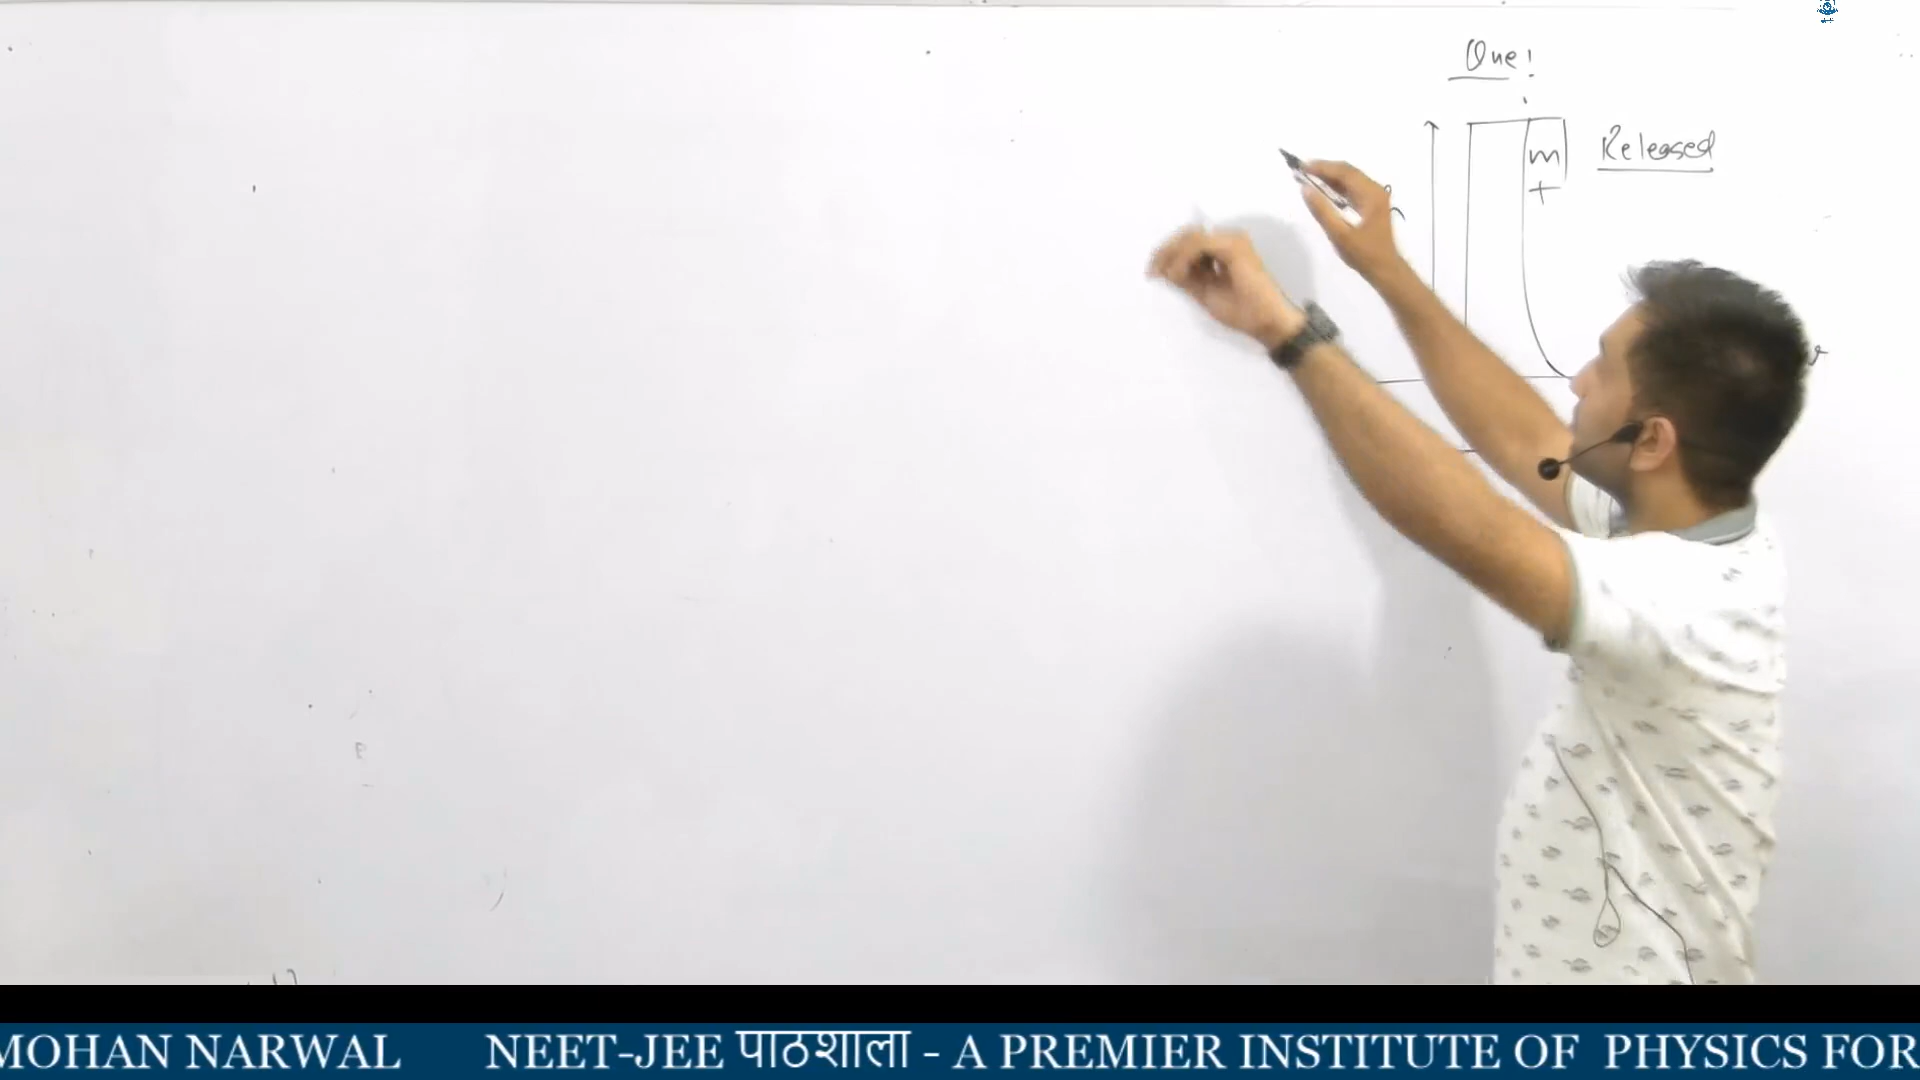 Que:
m
Released
MOHAN NARWAL NEET-JEE पाठशाला - A PREMIER INSTITUTE OF PHYSICS FOR